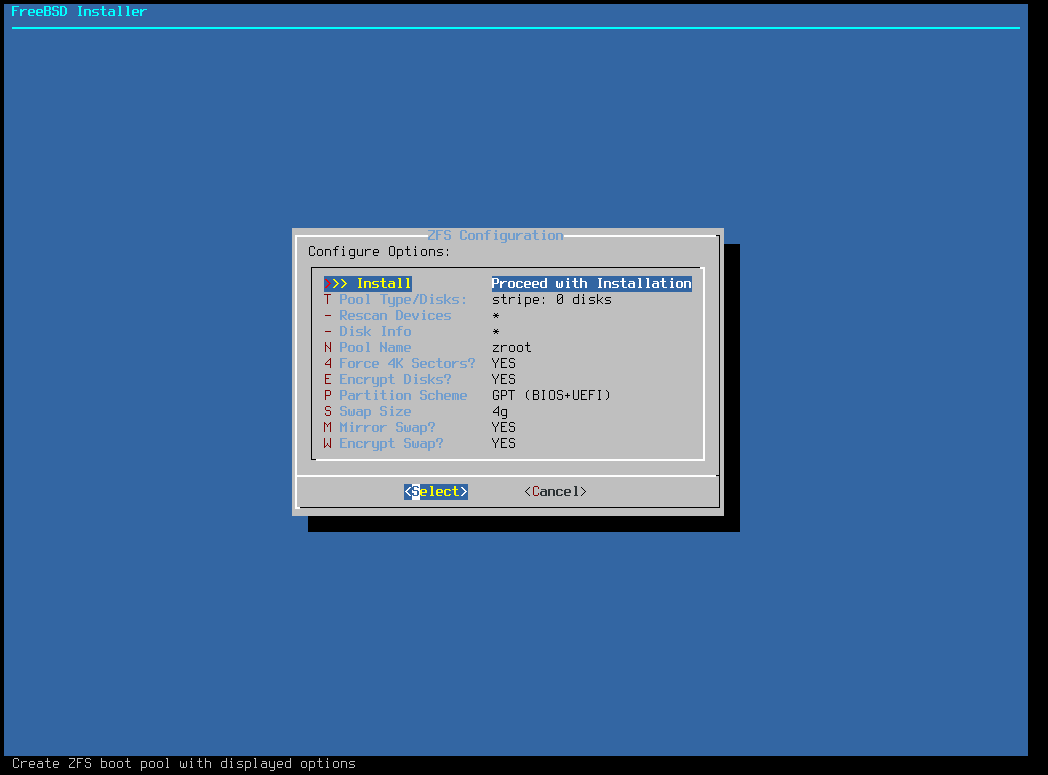 FreeBSD Installer
ZFS Configuration
Configure Options:
>>> Install Proceed with Installation
T Pool Type/Disks: stripe: 0 disks
- Rescan Devices *
- Disk Info *
N Pool Name zroot
4 Force 4K Sectors? YES
E Encrypt Disks? YES
P Partition Scheme GPT (BIOS+UEFI)
S Swap Size 4g
M Mirror Swap? YES
W Encrypt Swap? YES
<Select> <Cancel>
Create ZFS boot pool with displayed options